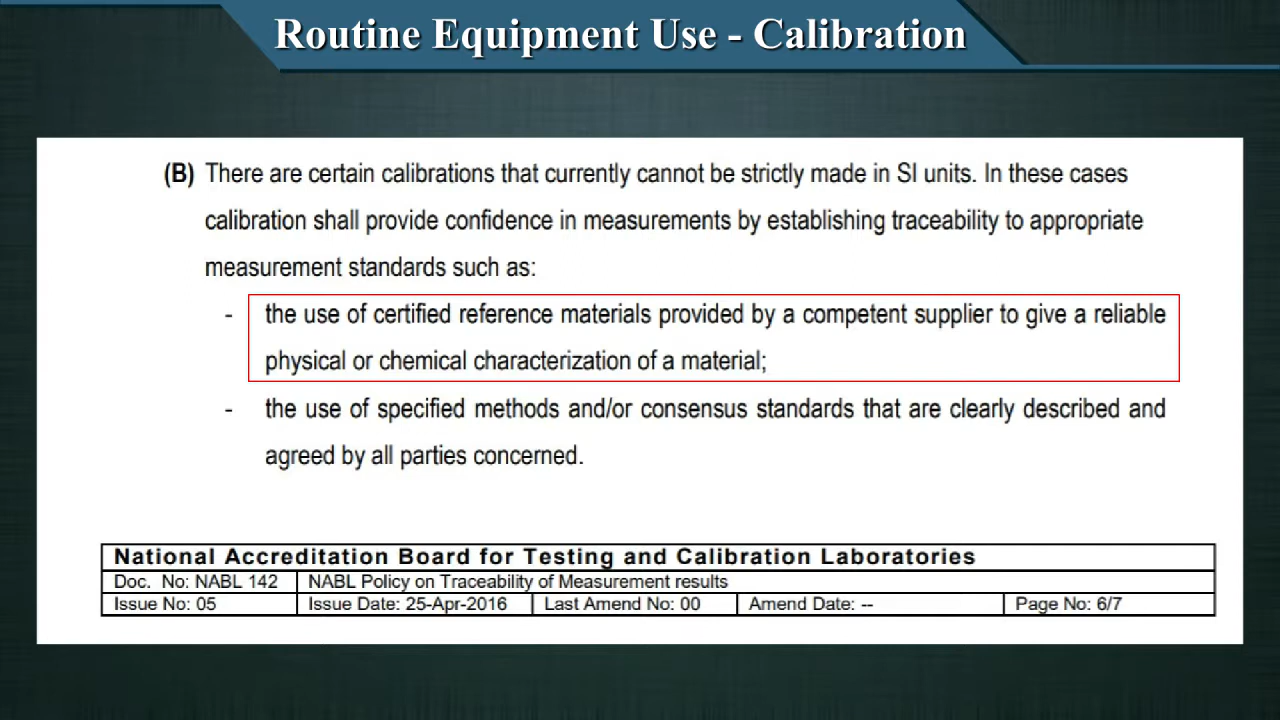 Routine Equipment Use - Calibration
(B) There are certain calibrations that currently cannot be strictly made in SI units. In these cases
calibration shall provide confidence in measurements by establishing traceability to appropriate
measurement standards such as:
- the use of certified reference materials provided by a competent supplier to give a reliable
physical or chemical characterization of a material;
- the use of specified methods and/or consensus standards that are clearly described and
agreed by all parties concerned.
National Accreditation Board for Testing and Calibration Laboratories
Doc. No: NABL 142 NABL Policy on Traceability of Measurement results
Issue No: 05 Issue Date: 25-Apr-2016 Last Amend No: 00 Amend Date: -- Page No: 6/7